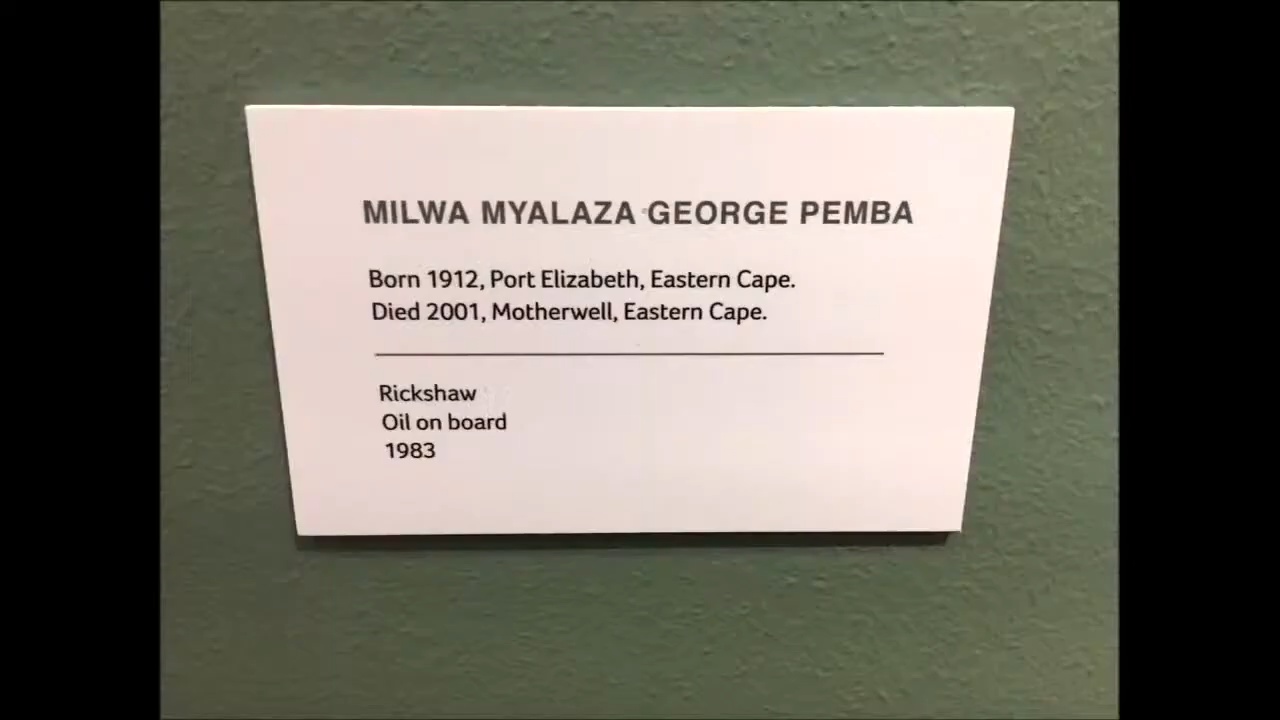 MILWA MYALAZA GEORGE PEMBA
Born 1912, Port Elizabeth, Eastern Cape.
Died 2001, Motherwell, Eastern Cape.
Rickshaw
Oil on board
1983